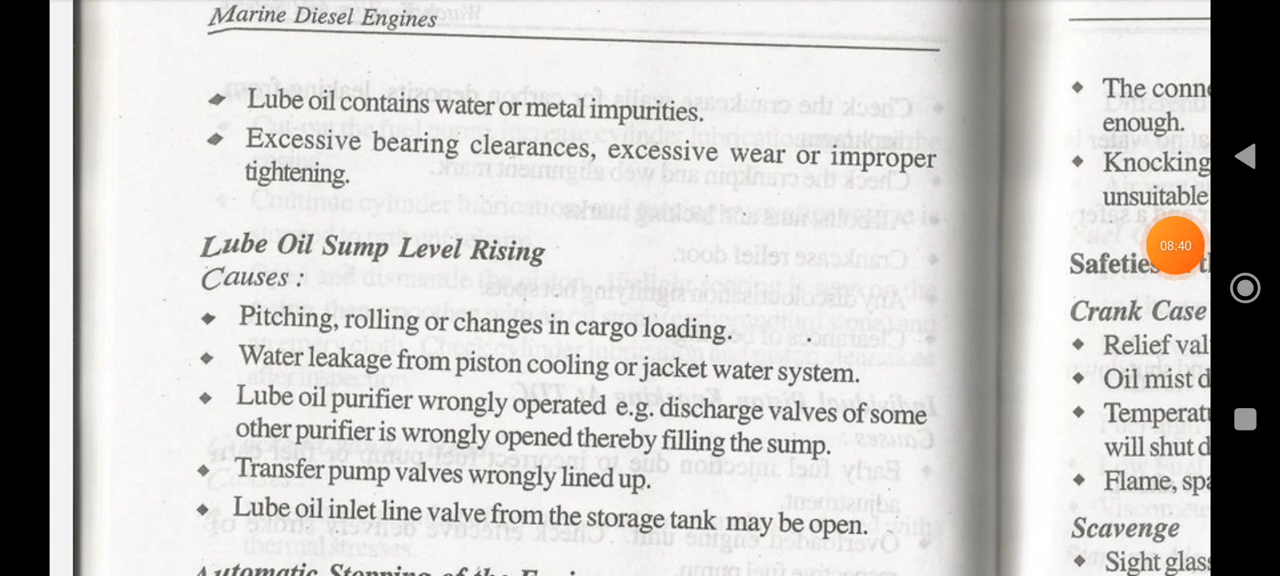 Marine Diesel Engines
◆ Lube oil contains water or metal impurities.
◆ Excessive bearing clearances, excessive wear or improper
tightening.
Lube Oil Sump Level Rising
Causes :
◆ Pitching, rolling or changes in cargo loading.
◆ Water leakage from piston cooling or jacket water system.
◆ Lube oil purifier wrongly operated e.g. discharge valves of some
other purifier is wrongly opened thereby filling the sump.
◆ Transfer pump valves wrongly lined up.
◆ Lube oil inlet line valve from the storage tank may be open.
Automatic Stopping of the
◆ The conn
enough.
◆ Knocking
unsuitable
08:40
Safeties
Crank Case
◆ Relief val
◆ Oil mist d
◆ Temperat
will shut d
◆ Flame, spa
Scavenge
◆ Sight glass